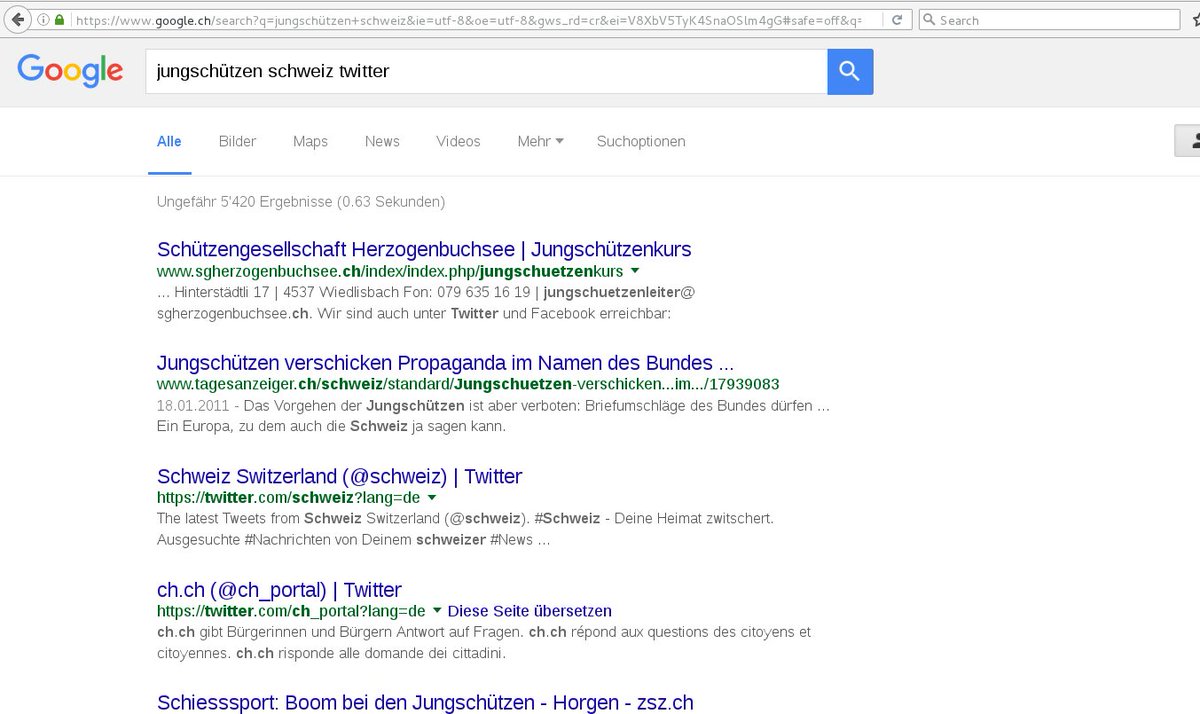 https://www.google.ch/search?q=jungschützen+schweiz&ie=utf-8&oe=utf-8&gws_rd=cr&ei=V8XbV5TyK4SnaOSlm4gG#safe=off&q=
Search
Google
jungschützen schweiz twitter
Alle Bilder Maps News Videos Mehr Suchoptionen
Ungefähr 5'420 Ergebnisse (0.63 Sekunden)
Schützengesellschaft Herzogenbuchsee | Jungschützenkurs
www.sgherzogenbuchsee.ch/index/index.php/jungschuetzenkurs
... Hinterstädtli 17 | 4537 Wiedlisbach Fon: 079 635 16 19 | jungschuetzenleiter@
sgherzogenbuchsee.ch. Wir sind auch unter Twitter und Facebook erreichbar:
Jungschützen verschicken Propaganda im Namen des Bundes ...
www.tagesanzeiger.ch/schweiz/standard/Jungschuetzen-verschicken...im.../17939083
18.01.2011 - Das Vorgehen der Jungschützen ist aber verboten: Briefumschläge des Bundes dürfen ...
Ein Europa, zu dem auch die Schweiz ja sagen kann.
Schweiz Switzerland (@schweiz) | Twitter
https://twitter.com/schweiz?lang=de
The latest Tweets from Schweiz Switzerland (@schweiz). #Schweiz - Deine Heimat zwitschert.
Ausgesuchte #Nachrichten von Deinem schweizer #News ...
ch.ch (@ch_portal) | Twitter
https://twitter.com/ch_portal?lang=de Diese Seite übersetzen
ch.ch gibt Bürgerinnen und Bürgern Antwort auf Fragen. ch.ch répond aux questions des citoyens et
citoyennes. ch.ch risponde alle domande dei cittadini.
Schiesssport: Boom bei den Jungschützen - Horgen - zsz.ch